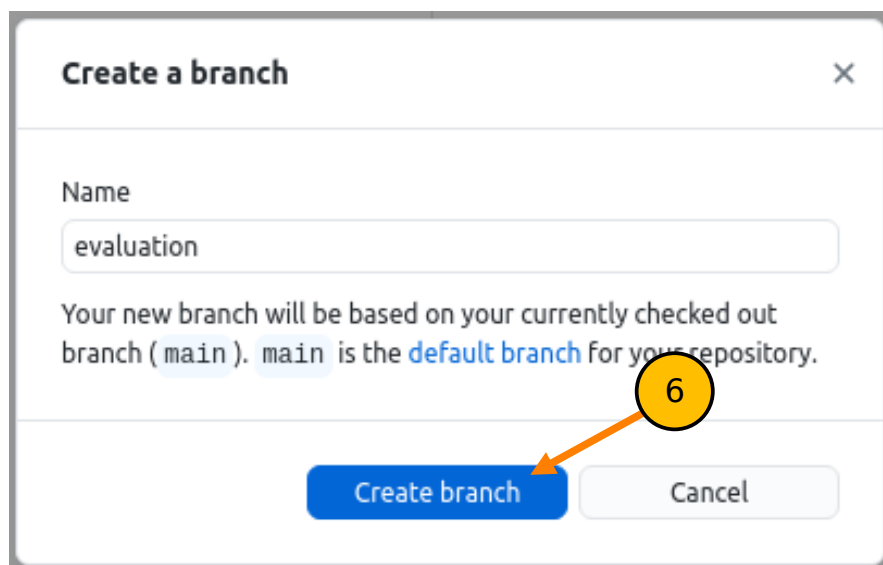 Create a branch
Name
evaluation
Your new branch will be based on your currently checked out
branch ( main ). main is the default branch for your repository.
6
Create branch
Cancel